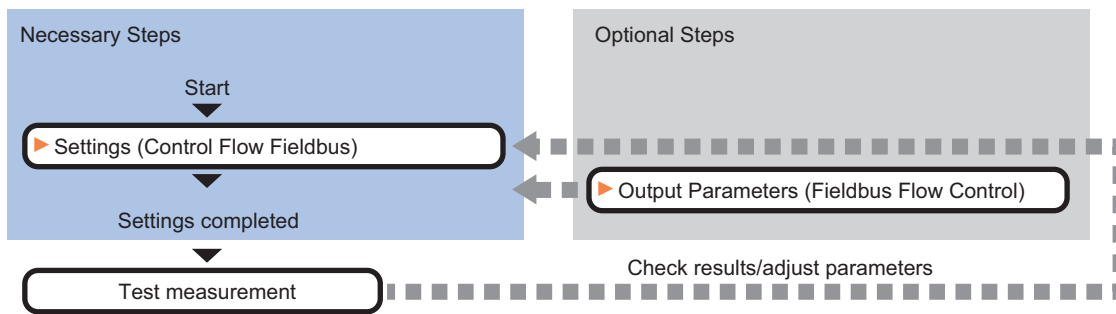 Necessary Steps
Start
Settings (Control Flow Fieldbus)
Settings completed
Test measurement
Optional Steps
Output Parameters (Fieldbus Flow Control)
Check results/adjust parameters